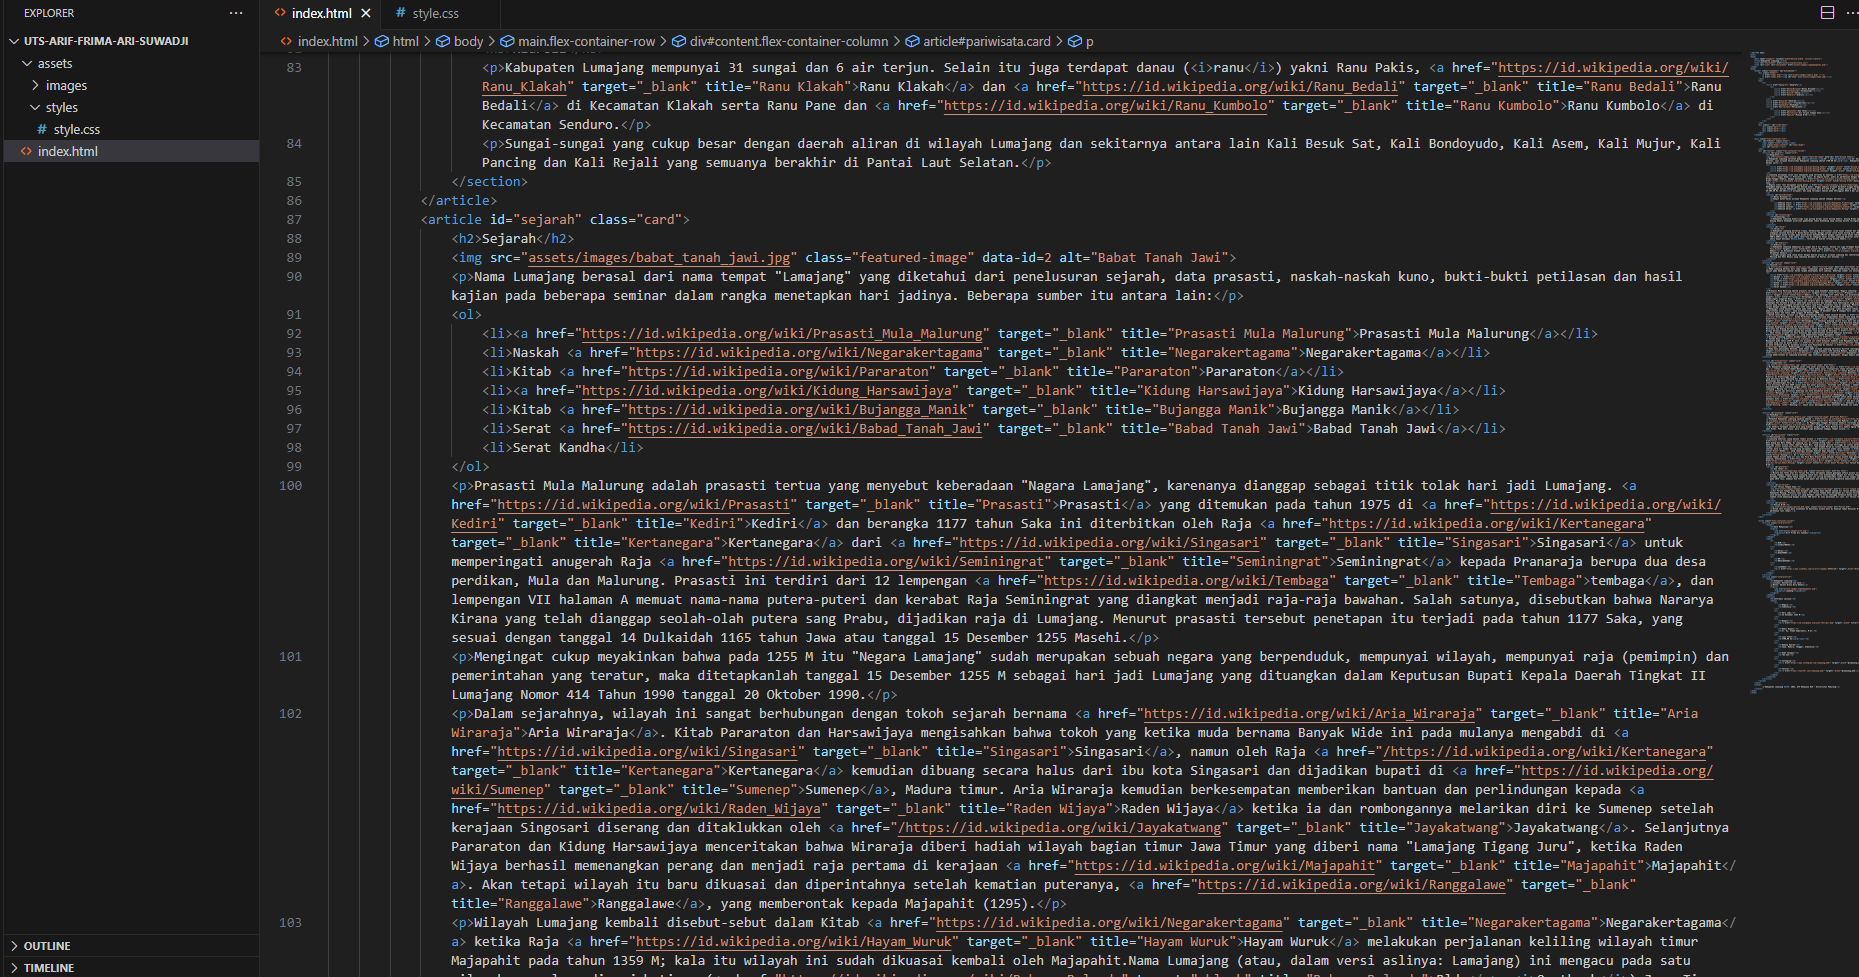 EXPLORER
UTS-ARIF-FRIMA-ARI-SUWADJI
assets
images
styles
# style.css
<> index.html
OUTLINE
TIMELINE
<> index.html
# style.css
<> index.html > html > body > main.flex-container-row > div#content.flex-container-column > article#pariwisata.card > p
83 <p>Kabupaten Lumajang mempunyai 31 sungai dan 6 air terjun. Selain itu juga terdapat danau (<i>ranu</i>) yakni Ranu Pakis, <a href="https://id.wikipedia.org/wiki/
Ranu_Klakah" target="_blank" title="Ranu Klakah">Ranu Klakah</a> dan <a href="https://id.wikipedia.org/wiki/Ranu_Bedali" target="_blank" title="Ranu Bedali">Ranu
Bedali</a> di Kecamatan Klakah serta Ranu Pane dan <a href="https://id.wikipedia.org/wiki/Ranu_Kumbolo" target="_blank" title="Ranu Kumbolo">Ranu Kumbolo</a> di
Kecamatan Senduro.</p>
84 <p>Sungai-sungai yang cukup besar dengan daerah aliran di wilayah Lumajang dan sekitarnya antara lain Kali Besuk Sat, Kali Bondoyudo, Kali Asem, Kali Mujur, Kali
Pancing dan Kali Rejali yang semuanya berakhir di Pantai Laut Selatan.</p>
85 </section>
86 </article>
87 <article id="sejarah" class="card">
88 <h2>Sejarah</h2>
89 <img src="assets/images/babat_tanah_jawi.jpg" class="featured-image" data-id=2 alt="Babat Tanah Jawi">
90 <p>Nama Lumajang berasal dari nama tempat "Lamajang" yang diketahui dari penelusuran sejarah, data prasasti, naskah-naskah kuno, bukti-bukti petilasan dan hasil
kajian pada beberapa seminar dalam rangka menetapkan hari jadinya. Beberapa sumber itu antara lain:</p>
91 <ol>
92 <li><a href="https://id.wikipedia.org/wiki/Prasasti_Mula_Malurung" target="_blank" title="Prasasti Mula Malurung">Prasasti Mula Malurung</a></li>
93 <li>Naskah <a href="https://id.wikipedia.org/wiki/Negarakertagama" target="_blank" title="Negarakertagama">Negarakertagama</a></li>
94 <li>Kitab <a href="https://id.wikipedia.org/wiki/Pararaton" target="_blank" title="Pararaton">Pararaton</a></li>
95 <li><a href="https://id.wikipedia.org/wiki/Kidung_Harsawijaya" target="_blank" title="Kidung Harsawijaya">Kidung Harsawijaya</a></li>
96 <li>Kitab <a href="https://id.wikipedia.org/wiki/Bujangga_Manik" target="_blank" title="Bujangga Manik">Bujangga Manik</a></li>
97 <li>Serat <a href="https://id.wikipedia.org/wiki/Babad_Tanah_Jawi" target="_blank" title="Babad Tanah Jawi">Babad Tanah Jawi</a></li>
98 <li>Serat Kandha</li>
99 </ol>
100 <p>Prasasti Mula Malurung adalah prasasti tertua yang menyebut keberadaan "Nagara Lamajang", karenanya dianggap sebagai titik tolak hari jadi Lumajang. <a
href="https://id.wikipedia.org/wiki/Prasasti" target="_blank" title="Prasasti">Prasasti</a> yang ditemukan pada tahun 1975 di <a href="https://id.wikipedia.org/wiki/
Kediri" target="_blank" title="Kediri">Kediri</a> dan berangka 1177 tahun Saka ini diterbitkan oleh Raja <a href="https://id.wikipedia.org/wiki/Kertanegara"
target="_blank" title="Kertanegara">Kertanegara</a> dari <a href="https://id.wikipedia.org/wiki/Singasari" target="_blank" title="Singasari">Singasari</a> untuk
memperingati anugerah Raja <a href="https://id.wikipedia.org/wiki/Seminingrat" target="_blank" title="Seminingrat">Seminingrat</a> kepada Pranaraja berupa dua desa
perdikan, Mula dan Malurung. Prasasti ini terdiri dari 12 lempengan <a href="https://id.wikipedia.org/wiki/Tembaga" target="_blank" title="Tembaga">tembaga</a>, dan
lempengan VII halaman A memuat nama-nama putera-puteri dan kerabat Raja Seminingrat yang diangkat menjadi raja-raja bawahan. Salah satunya, disebutkan bahwa Nararya
Kirana yang telah dianggap seolah-olah putera sang Prabu, dijadikan raja di Lumajang. Menurut prasasti tersebut penetapan itu terjadi pada tahun 1177 Saka, yang
sesuai dengan tanggal 14 Dulkaidah 1165 tahun Jawa atau tanggal 15 Desember 1255 Masehi.</p>
101 <p>Mengingat cukup meyakinkan bahwa pada 1255 M itu "Negara Lamajang" sudah merupakan sebuah negara yang berpenduduk, mempunyai wilayah, mempunyai raja (pemimpin) dan
pemerintahan yang teratur, maka ditetapkanlah tanggal 15 Desember 1255 M sebagai hari jadi Lumajang yang dituangkan dalam Keputusan Bupati Kepala Daerah Tingkat II
Lumajang Nomor 414 Tahun 1990 tanggal 20 Oktober 1990.</p>
102 <p>Dalam sejarahnya, wilayah ini sangat berhubungan dengan tokoh sejarah bernama <a href="https://id.wikipedia.org/wiki/Aria_Wiraraja" target="_blank" title="Aria
Wiraraja">Aria Wiraraja</a>. Kitab Pararaton dan Harsawijaya mengisahkan bahwa tokoh yang ketika muda bernama Banyak Wide ini pada mulanya mengabdi di <a
href="https://id.wikipedia.org/wiki/Singasari" target="_blank" title="Singasari">Singasari</a>, namun oleh Raja <a href="/https://id.wikipedia.org/wiki/Kertanegara"
target="_blank" title="Kertanegara">Kertanegara</a> kemudian dibuang secara halus dari ibu kota Singasari dan dijadikan bupati di <a href="https://id.wikipedia.org/
wiki/Sumenep" target="_blank" title="Sumenep">Sumenep</a>, Madura timur. Aria Wiraraja kemudian berkesempatan memberikan bantuan dan perlindungan kepada <a
href="https://id.wikipedia.org/wiki/Raden_Wijaya" target="_blank" title="Raden Wijaya">Raden Wijaya</a> ketika ia dan rombongannya melarikan diri ke Sumenep setelah
kerajaan Singosari diserang dan ditaklukkan oleh <a href="/https://id.wikipedia.org/wiki/Jayakatwang" target="_blank" title="Jayakatwang">Jayakatwang</a>. Selanjutnya
Pararaton dan Kidung Harsawijaya menceritakan bahwa Wiraraja diberi hadiah wilayah bagian timur Jawa Timur yang diberi nama "Lamajang Tigang Juru", ketika Raden
Wijaya berhasil memenangkan perang dan menjadi raja pertama di kerajaan <a href="https://id.wikipedia.org/wiki/Majapahit" target="_blank" title="Majapahit">Majapahit</
a>. Akan tetapi wilayah itu baru dikuasai dan diperintahnya setelah kematian puteranya, <a href="https://id.wikipedia.org/wiki/Ranggalawe" target="_blank"
title="Ranggalawe">Ranggalawe</a>, yang memberontak kepada Majapahit (1295).</p>
103 <p>Wilayah Lumajang kembali disebut-sebut dalam Kitab <a href="https://id.wikipedia.org/wiki/Negarakertagama" target="_blank" title="Negarakertagama">Negarakertagama</
a> ketika Raja <a href="https://id.wikipedia.org/wiki/Hayam_Wuruk" target="_blank" title="Hayam Wuruk">Hayam Wuruk</a> melakukan perjalanan keliling wilayah timur
Majapahit pada tahun 1359 M; kala itu wilayah ini sudah dikuasai kembali oleh Majapahit.Nama Lumajang (atau, dalam versi aslinya: Lamajang) ini mengacu pada satu